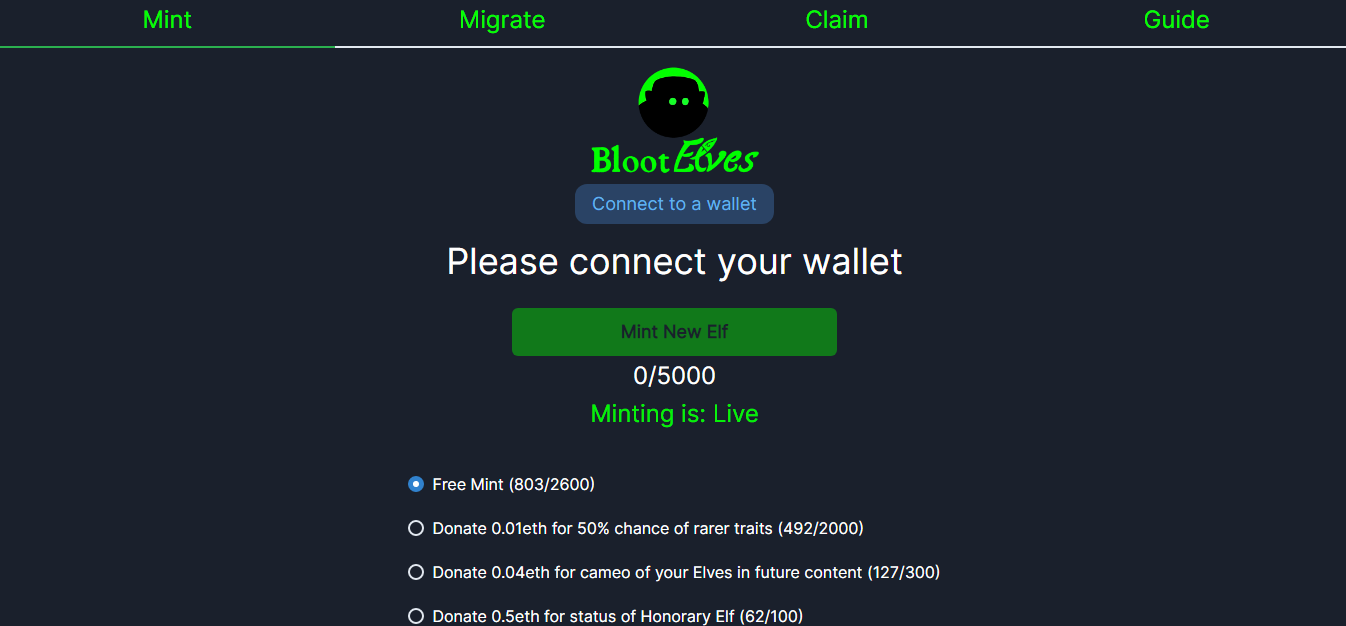 Mint Migrate Claim Guide
Bloot Elves
Connect to a wallet
Please connect your wallet
Mint New Elf
0/5000
Minting is: Live
Free Mint (803/2600)
Donate 0.01eth for 50% chance of rarer traits (492/2000)
Donate 0.04eth for cameo of your Elves in future content (127/300)
Donate 0.5eth for status of Honorary Elf (62/100)